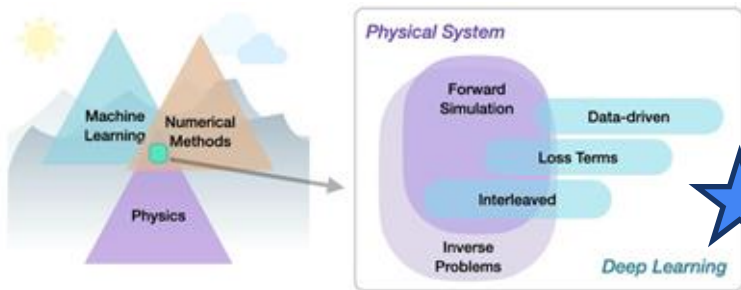 Machine
Learning
Numerical
Methods
Physics
Physical System
Forward
Simulation
Data-driven
Loss Terms
Interleaved
Inverse
Problems
Deep Learning